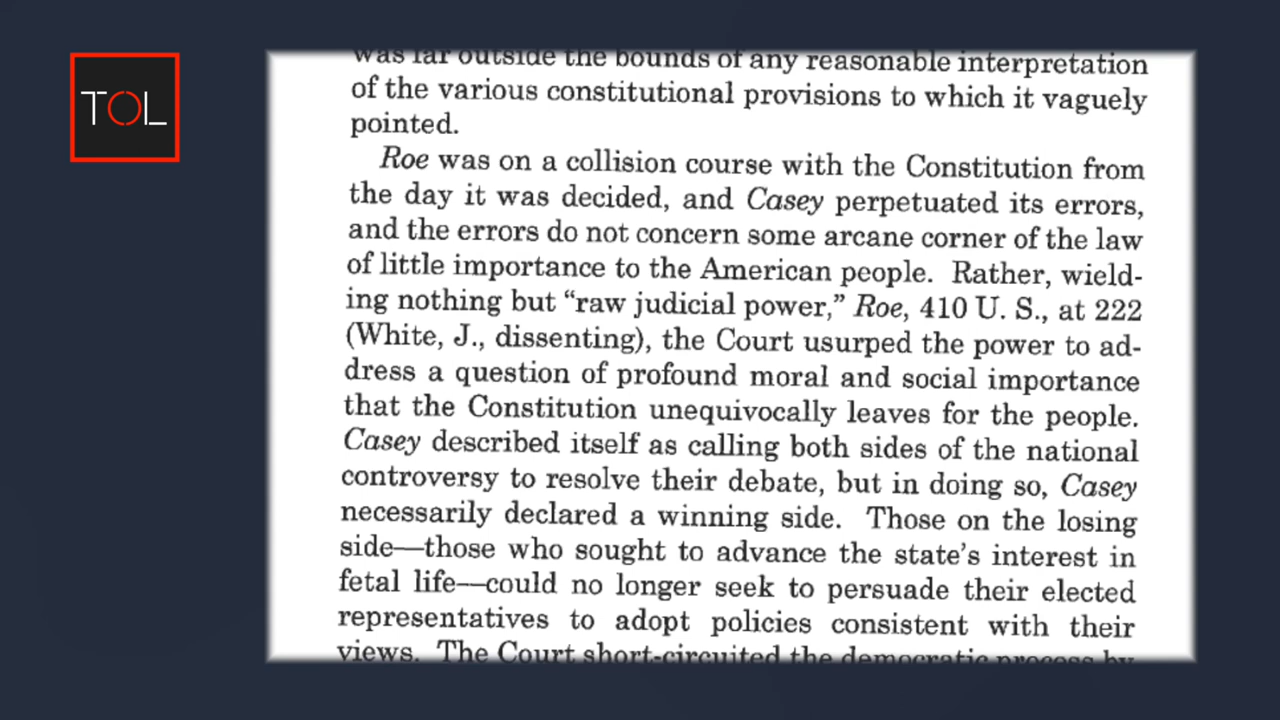 TOL
was far outside the bounds of any reasonable interpretation
of the various constitutional provisions to which it vaguely
pointed.
Roe was on a collision course with the Constitution from
the day it was decided, and Casey perpetuated its errors,
and the errors do not concern some arcane corner of the law
of little importance to the American people. Rather, wield-
ing nothing but “raw judicial power,” Roe, 410 U. S., at 222
(White, J., dissenting), the Court usurped the power to ad-
dress a question of profound moral and social importance
that the Constitution unequivocally leaves for the people.
Casey described itself as calling both sides of the national
controversy to resolve their debate, but in doing so, Casey
necessarily declared a winning side. Those on the losing
side—those who sought to advance the state’s interest in
fetal life—could no longer seek to persuade their elected
representatives to adopt policies consistent with their
views. The Court short-circuited the democratic process by